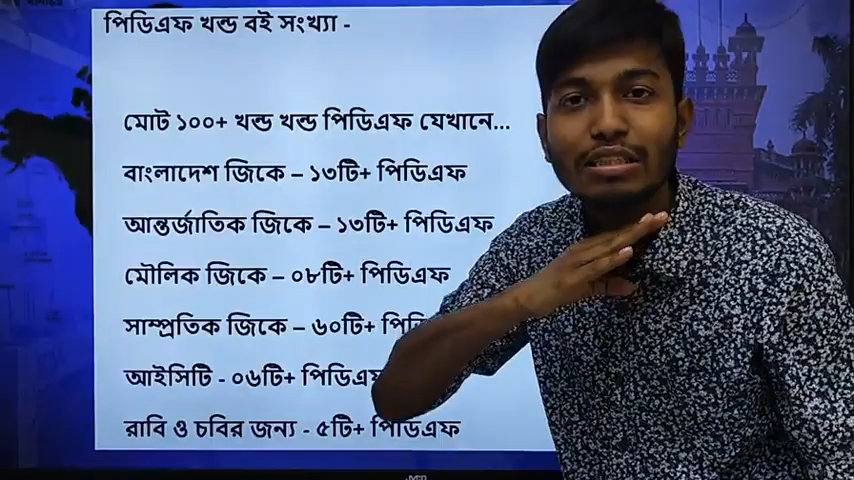 পিডিএফ খন্ড বই সংখ্যা -
মোট ১০০+ খন্ড খন্ড পিডিএফ যেখানে...
বাংলাদেশ জিকে – ১৩টি+ পিডিএফ
আন্তর্জাতিক জিকে – ১৩টি+ পিডিএফ
মৌলিক জিকে – ০৮টি+ পিডিএফ
সাম্প্রতিক জিকে – ৬০টি+
আইসিটি - ০৬টি+ পিডিএফ
রাবি ও চবির জন্য - ৫টি+ পিডিএফ